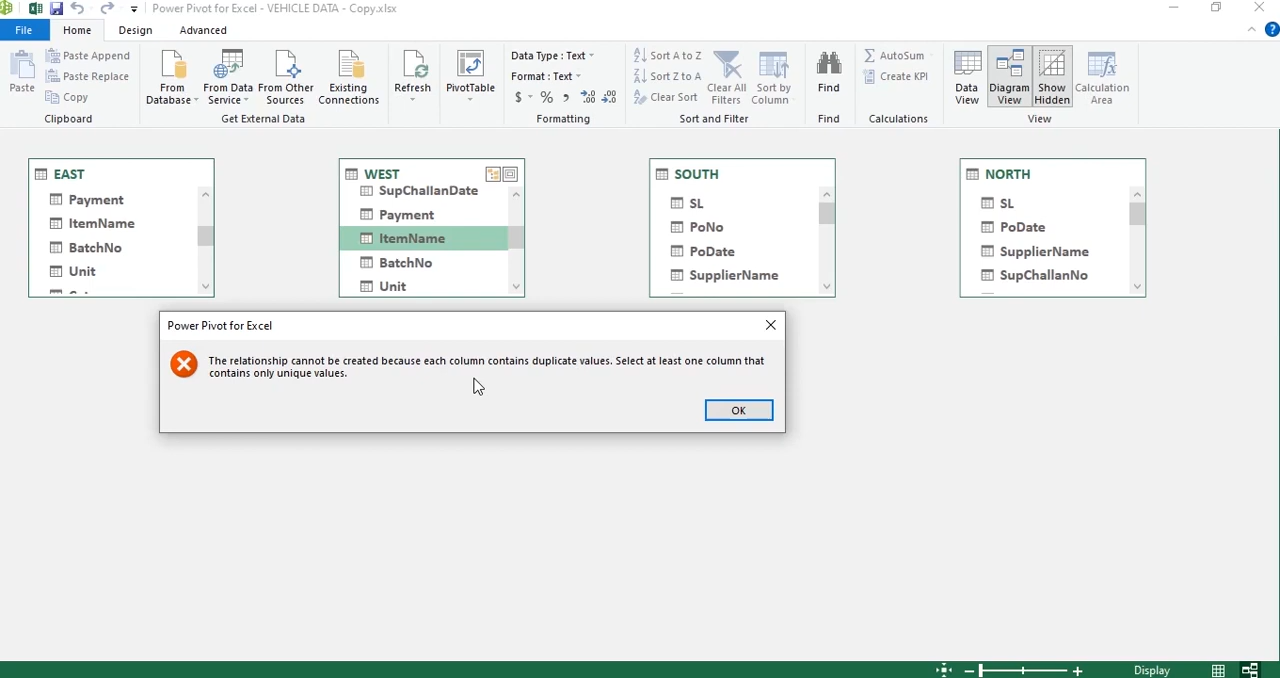 Power Pivot for Excel - VEHICLE DATA - Copy.xlsx
File Home Design Advanced
Paste
Paste Append
Paste Replace
Copy
Clipboard
From Database
From Data Service
From Other Sources
Existing Connections
Get External Data
Refresh
PivotTable
Data Type : Text
Format : Text
$ % ,
Formatting
Sort A to Z
Sort Z to A
Clear Sort
Clear All Filters
Sort by Column
Sort and Filter
Find
Find
AutoSum
Create KPI
Calculations
Data View
Diagram View
Show Hidden
Calculation Area
View
EAST
Payment
ItemName
BatchNo
Unit
WEST
SupChallanDate
Payment
ItemName
BatchNo
Unit
SOUTH
SL
PoNo
PoDate
SupplierName
NORTH
SL
PoDate
SupplierName
SupChallanNo
Power Pivot for Excel
The relationship cannot be created because each column contains duplicate values. Select at least one column that
contains only unique values.
OK
Display